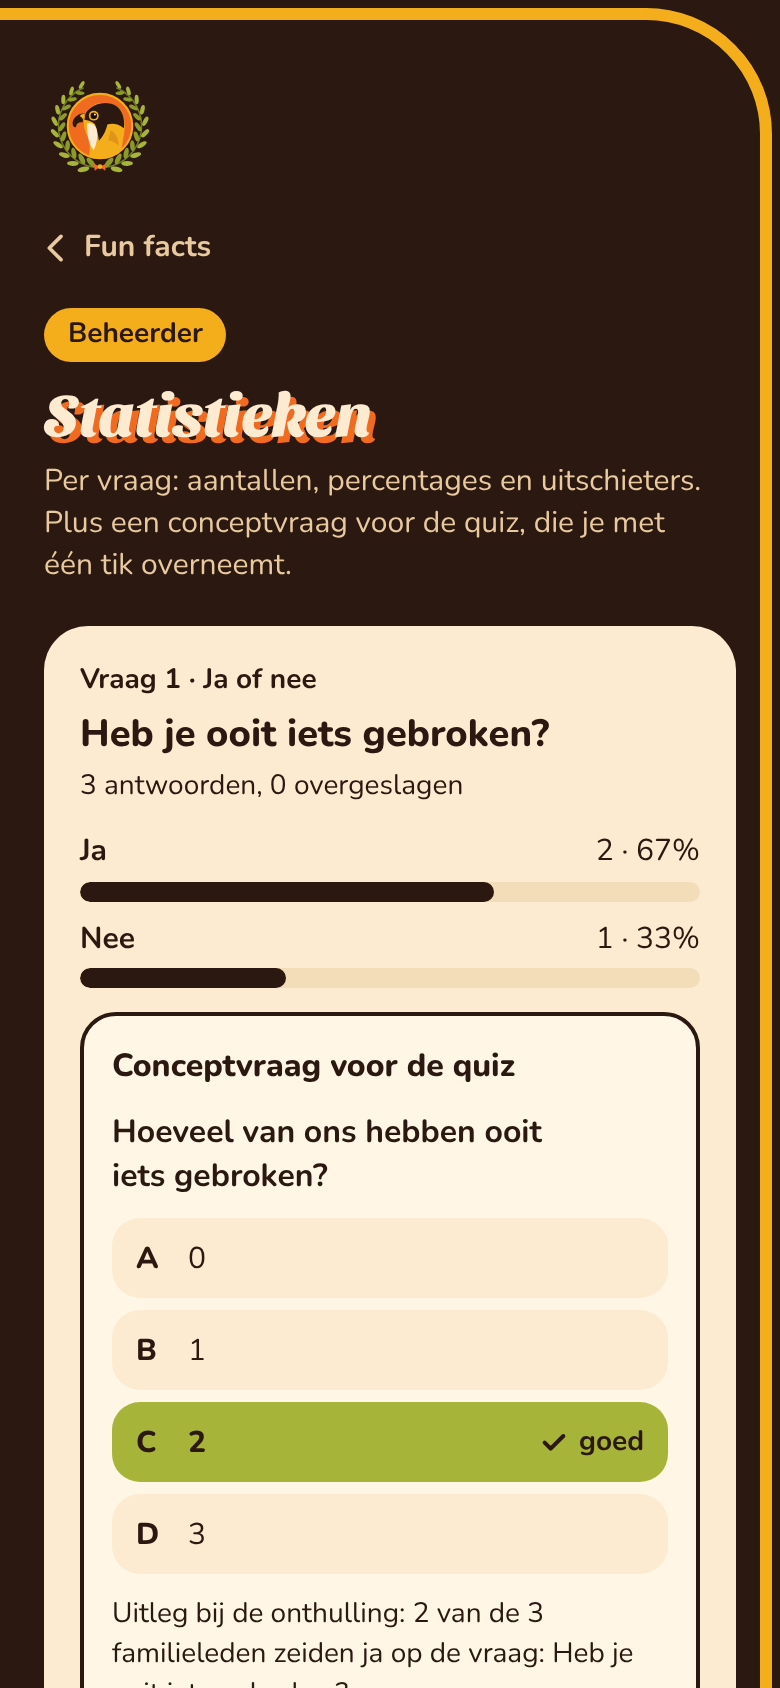 Fun facts
Beheerder
Statistieken
Per vraag: aantallen, percentages en uitschieters.
Plus een conceptvraag voor de quiz, die je met
één tik overneemt.
Vraag 1 · Ja of nee
Heb je ooit iets gebroken?
3 antwoorden, 0 overgeslagen
Ja 2 · 67%
Nee 1 · 33%
Conceptvraag voor de quiz
Hoeveel van ons hebben ooit
iets gebroken?
A 0
B 1
C 2 goed
D 3
Uitleg bij de onthulling: 2 van de 3
familieleden zeiden ja op de vraag: Heb je